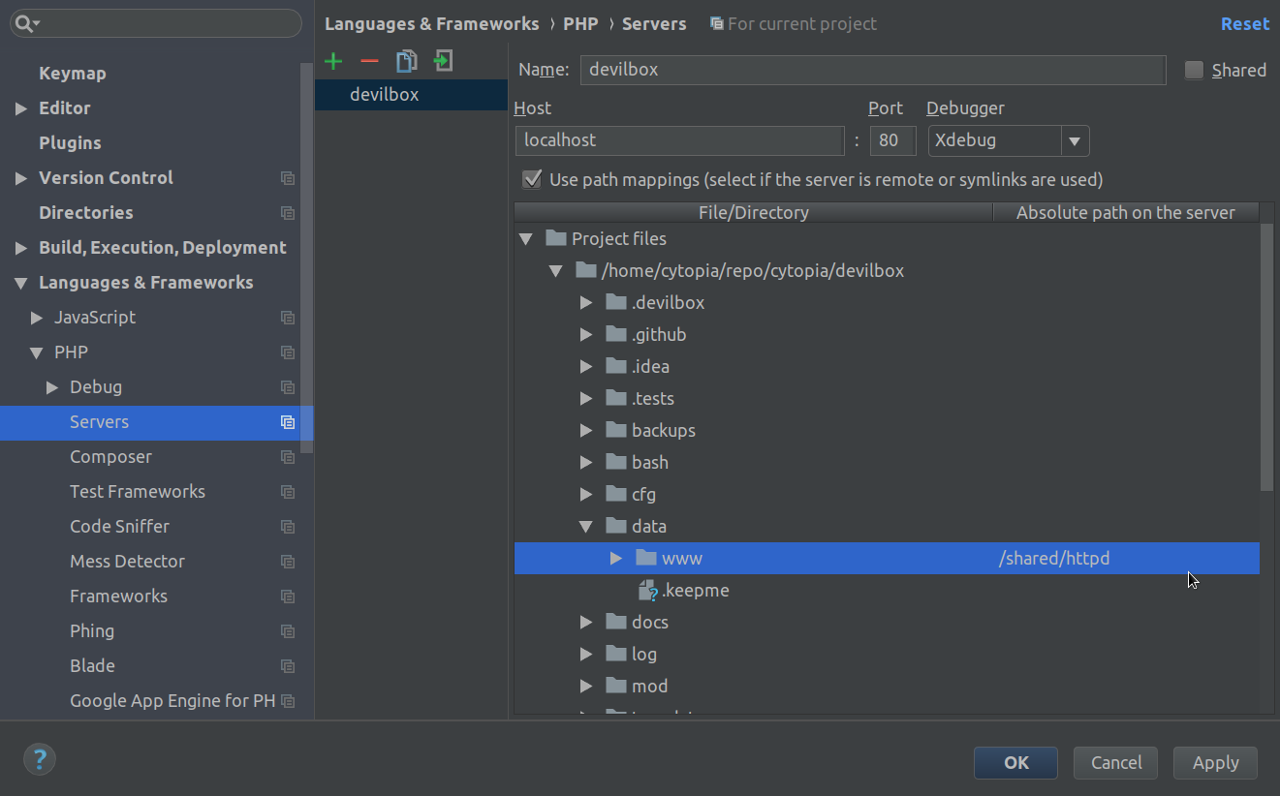 Languages & Frameworks › PHP › Servers For current project Reset
Keymap
Editor
Plugins
Version Control
Directories
Build, Execution, Deployment
Languages & Frameworks
JavaScript
PHP
Debug
Servers
Composer
Test Frameworks
Code Sniffer
Mess Detector
Frameworks
Phing
Blade
Google App Engine for PH
devilbox
Name: devilbox Shared
Host Port Debugger
localhost : 80 Xdebug
Use path mappings (select if the server is remote or symlinks are used)
File/Directory Absolute path on the server
Project files
/home/cytopia/repo/cytopia/devilbox
.devilbox
.github
.idea
.tests
backups
bash
cfg
data
www /shared/httpd
.keepme
docs
log
mod
? OK Cancel Apply